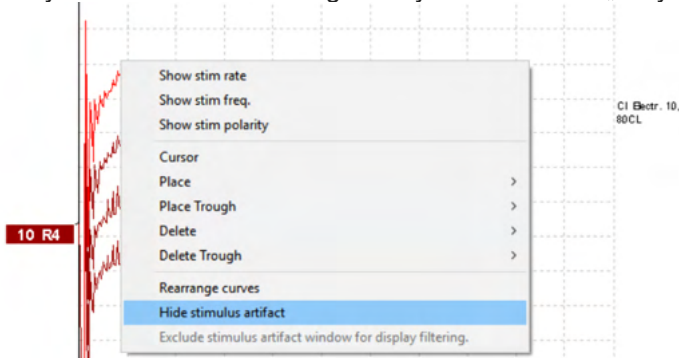 Show stim rate
Show stim freq.
Show stim polarity
CI Electr. 10,
80CL
Cursor
Place
Place Trough
10 R4
Delete
Delete Trough
Rearrange curves
Hide stimulus artifact
Exclude stimulus artifact window for display filtering.